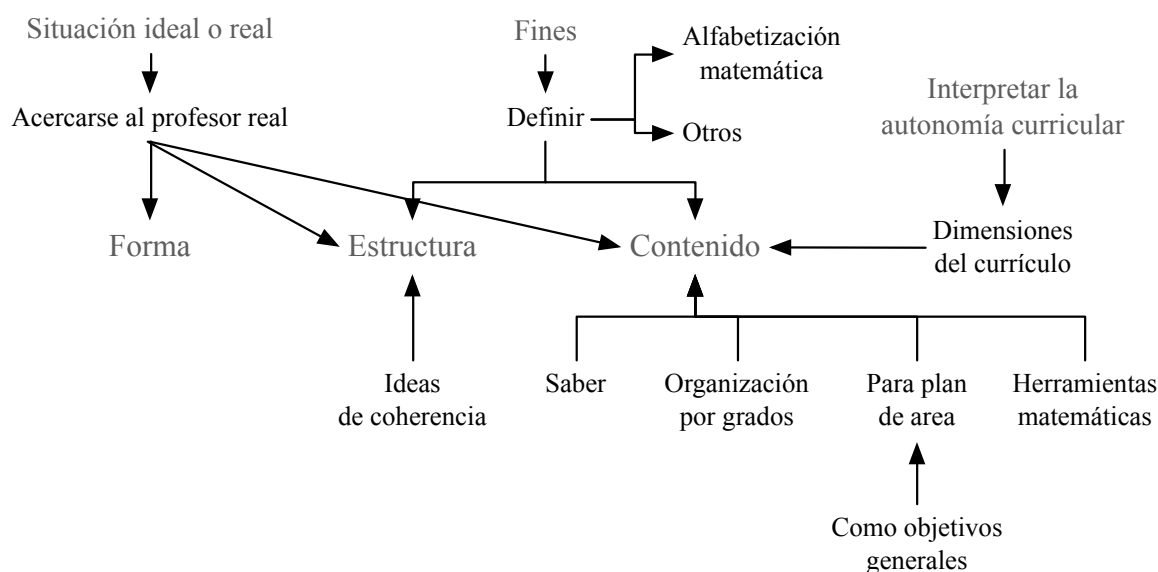 Situación ideal o real
Fines
Alfabetización
matemática
Interpretar la
autonomía curricular
Acercarse al profesor real
Definir
Otros
Forma
Estructura
Contenido
Dimensiones
del currículo
Ideas
de coherencia
Saber
Organización
por grados
Para plan
de area
Herramientas
matemáticas
Como objetivos
generales